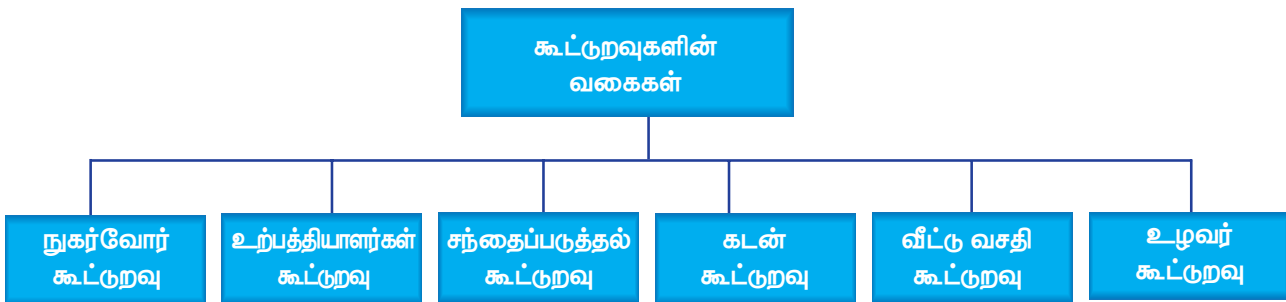 கூட்டுறவுகளின்
வகைகள்
நுகர்வோர்
கூட்டுறவு
உற்பத்தியாளர்கள்
கூட்டுறவு
சந்தைப்படுத்தல்
கூட்டுறவு
கடன்
கூட்டுறவு
வீட்டு வசதி
கூட்டுறவு
உழவர்
கூட்டுறவு